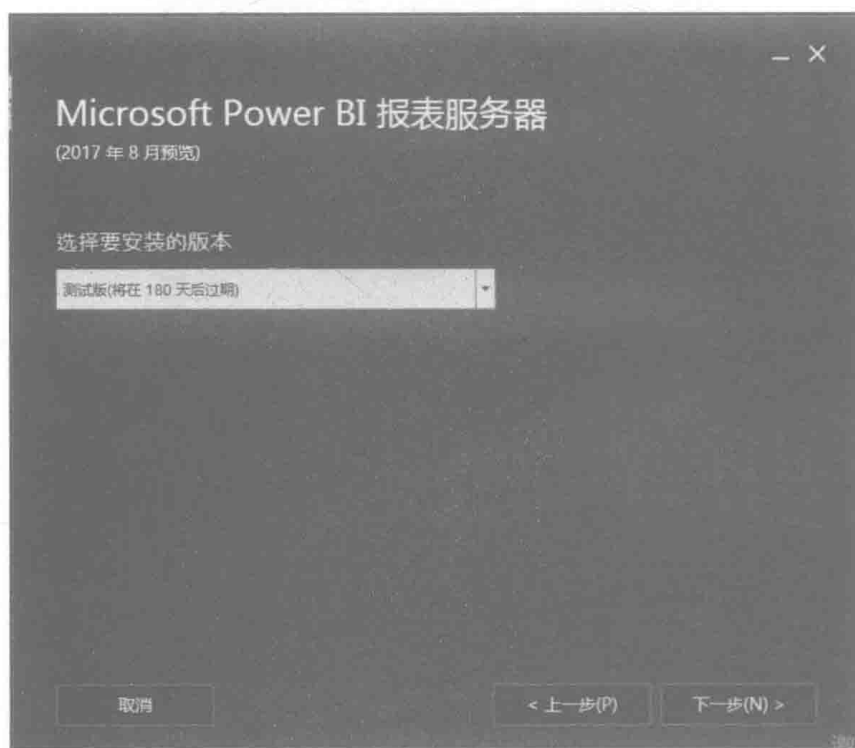 Microsoft Power BI 报表服务器
(2017 年 8 月预览)
选择要安装的版本
测试版(将在 180 天后过期)
取消
< 上一步(P)
下一步(N) >